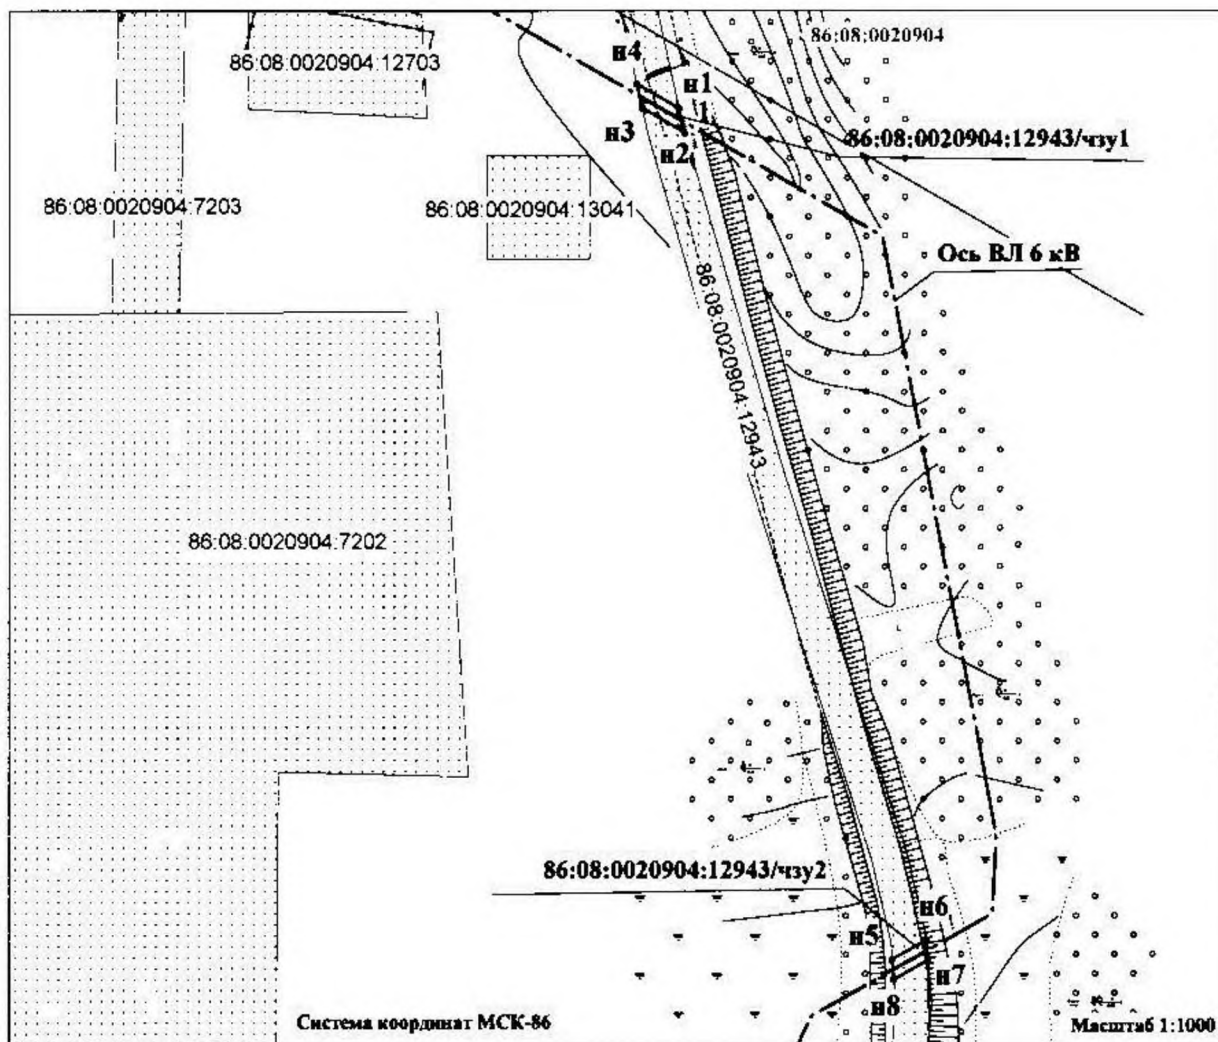 86:08:0020904
н4
86:08:0020904:12703
н1
1
н3
н2
86:08:0020904:12943/чзу1
86:08:0020904:7203
86:08:0020904:13041
Ось ВЛ 6 кВ
86:08:0020904:12943
86:08:0020904:7202
86:08:0020904:12943/чзу2
н6
н5
н7
н8
Система координат МСК-86
Масштаб 1:1000